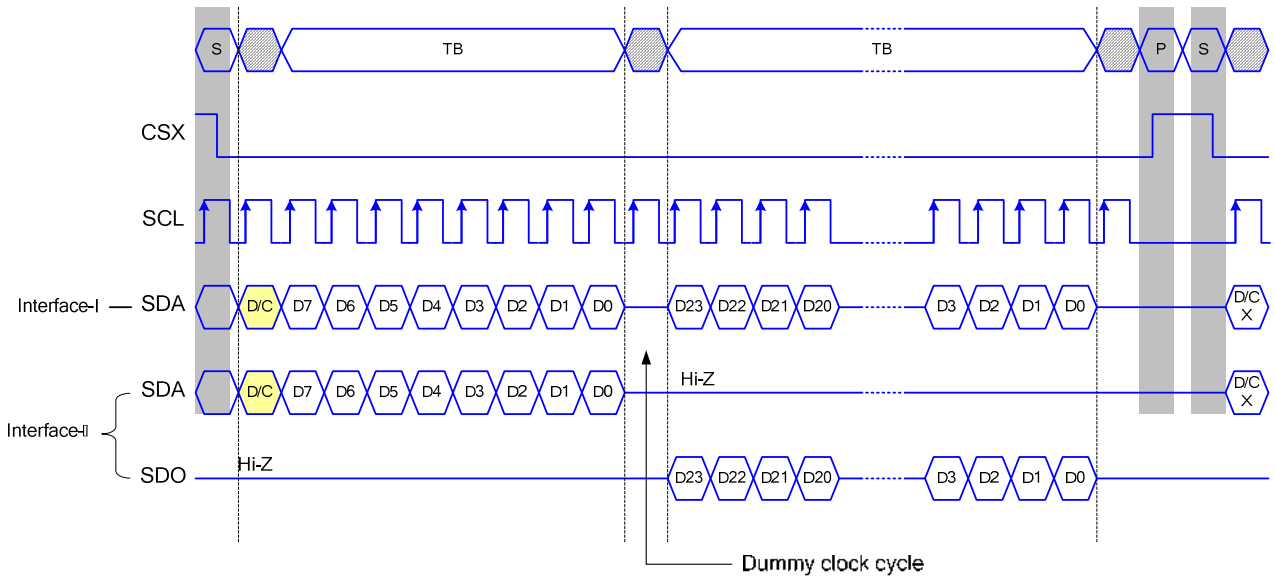 S TB TB P S
CSX
SCL
Interface-I SDA D/C D7 D6 D5 D4 D3 D2 D1 D0 D23 D22 D21 D20 D3 D2 D1 D0 D/C X
SDA D/C D7 D6 D5 D4 D3 D2 D1 D0 Hi-Z D/C X
Interface-▯
SDO Hi-Z D23 D22 D21 D20 D3 D2 D1 D0
Dummy clock cycle